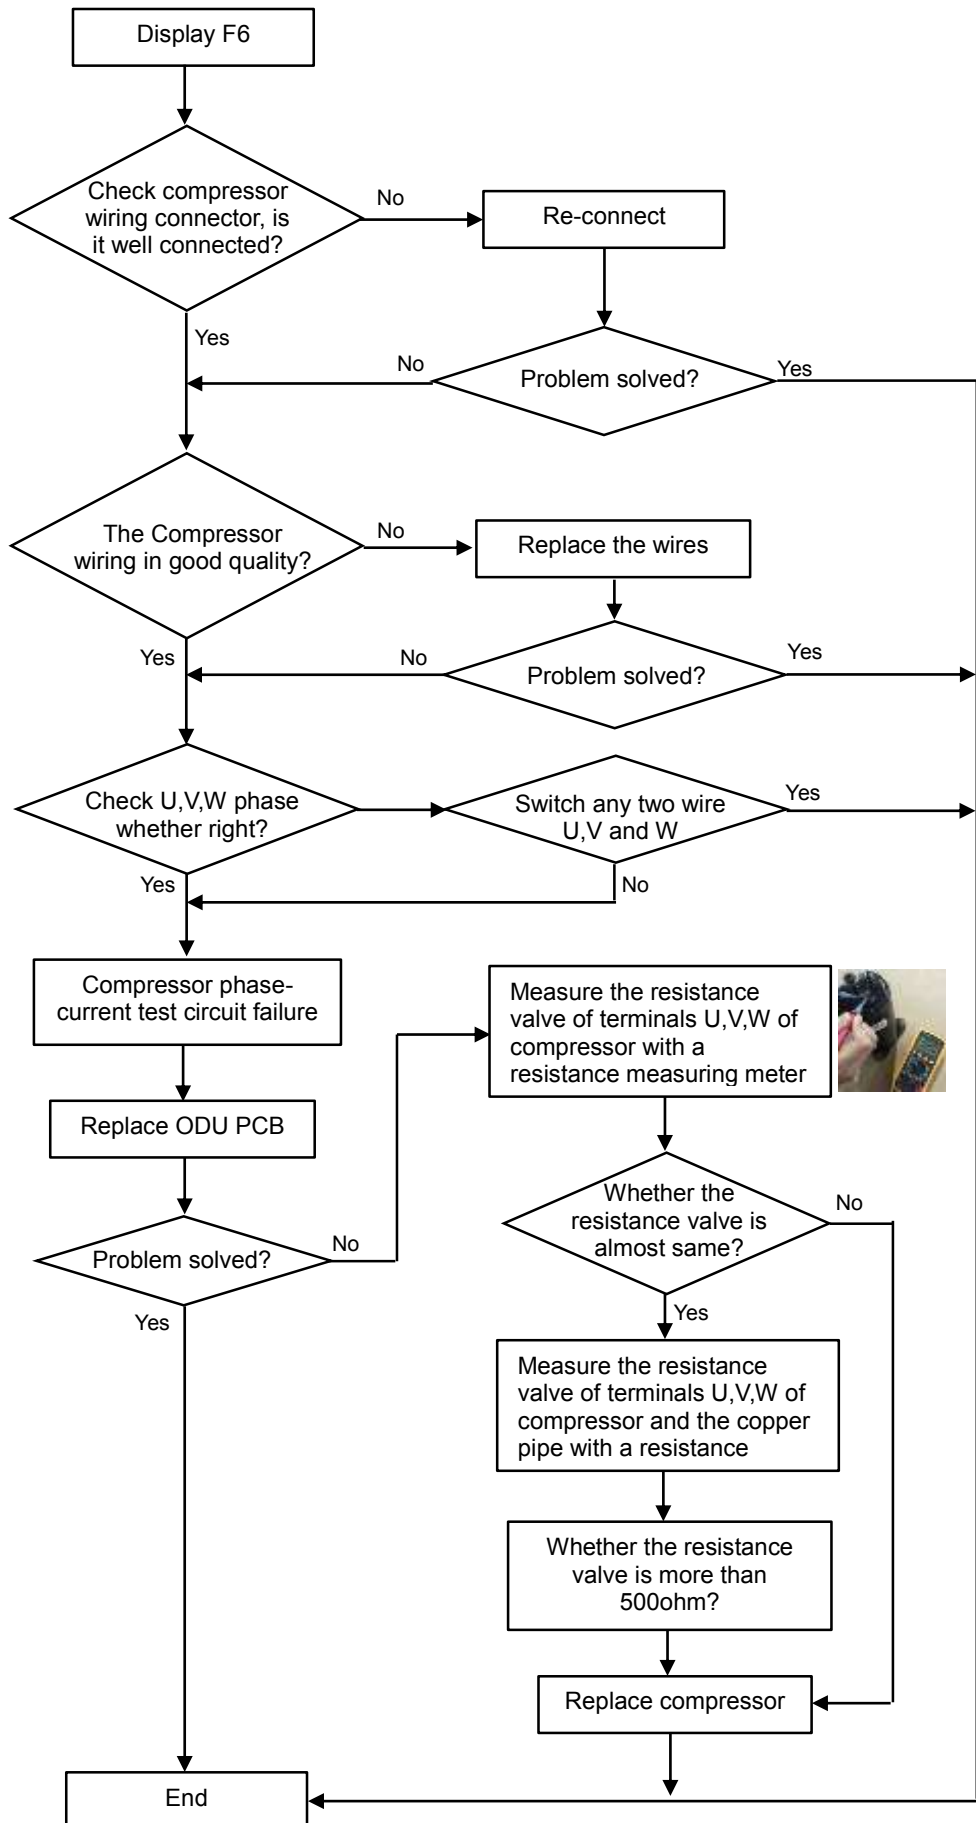 Display F6
Check compressor
wiring connector, is
it well connected?
No
Re-connect
Yes
No
Problem solved?
Yes
The Compressor
wiring in good quality?
No
Replace the wires
Yes
No
Problem solved?
Yes
Check U,V,W phase
whether right?
Switch any two wire
U,V and W
Yes
Yes
No
Compressor phase-
current test circuit failure
Measure the resistance
valve of terminals U,V,W of
compressor with a
resistance measuring meter
Replace ODU PCB
Problem solved?
No
Whether the
resistance valve is
almost same?
No
Yes
Yes
Measure the resistance
valve of terminals U,V,W of
compressor and the copper
pipe with a resistance
Whether the resistance
valve is more than
500ohm?
Replace compressor
End